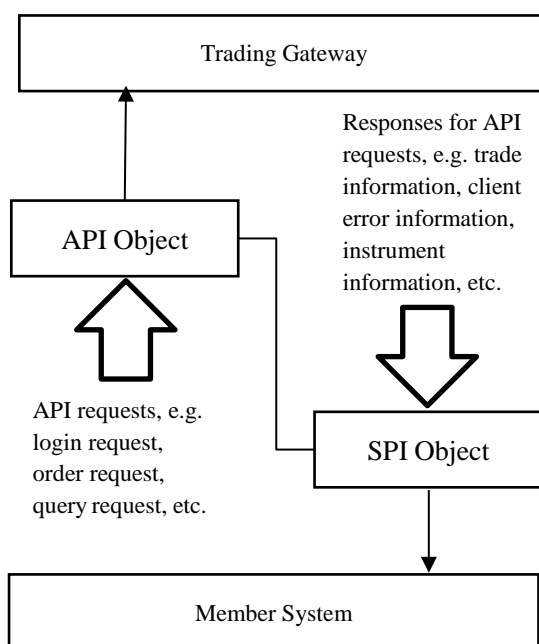 Trading Gateway
Responses for API
requests, e.g. trade
information, client
error information,
instrument
information, etc.
API Object
API requests, e.g.
login request,
order request,
query request, etc.
SPI Object
Member System